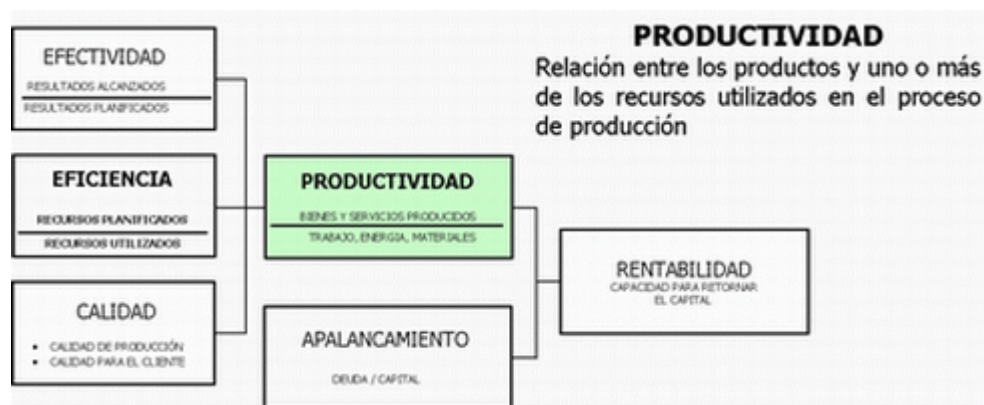 PRODUCTIVIDAD
Relación entre los productos y uno o más
de los recursos utilizados en el proceso
de producción
EFECTIVIDAD
RESULTADOS ALCANZADOS
RESULTADOS PLANIFICADOS
EFICIENCIA
RECURSOS PLANIFICADOS
RECURSOS UTILIZADOS
CALIDAD
• CALIDAD DE PRODUCCIÓN
• CALIDAD PARA EL CLIENTE
PRODUCTIVIDAD
BIENES Y SERVICIOS PRODUCIDOS
TRABAJO, ENERGIA, MATERIALES
APALANCAMIENTO
DEUDA / CAPITAL
RENTABILIDAD
CAPACIDAD PARA RETORNAR
EL CAPITAL